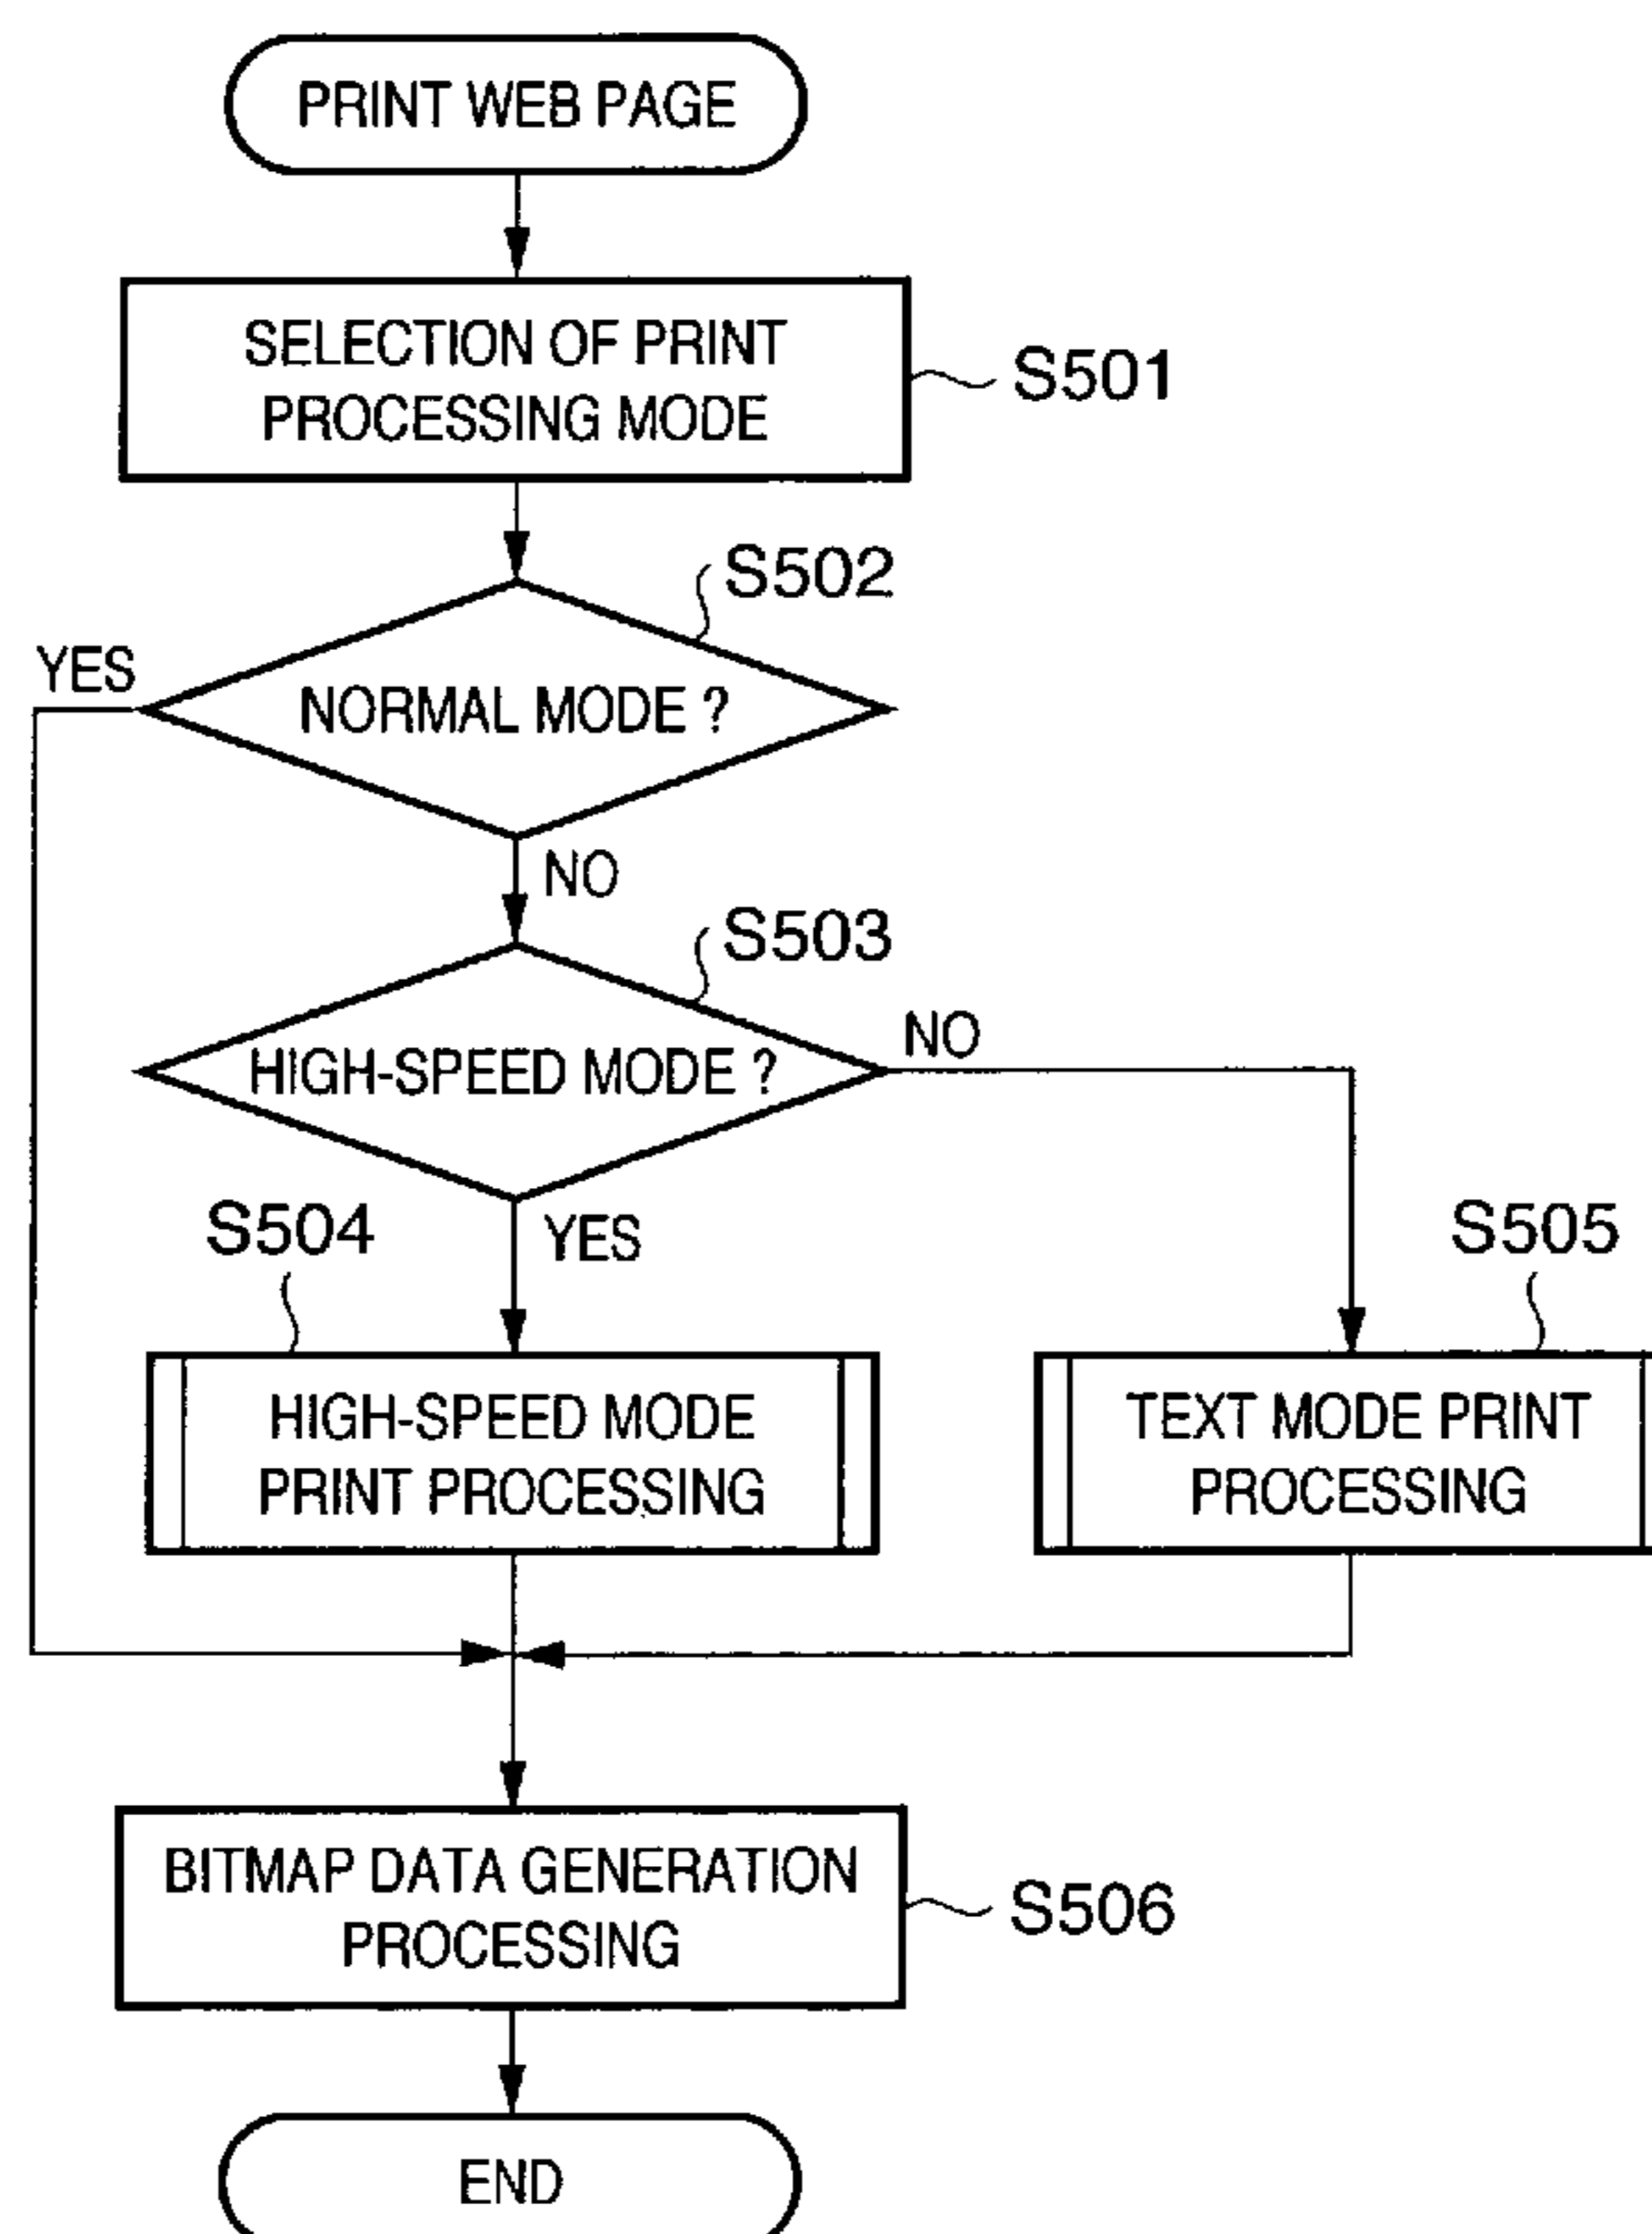 PRINT WEB PAGE
SELECTION OF PRINT
PROCESSING MODE
S501
S502
YES
NORMAL MODE ?
NO
S503
HIGH-SPEED MODE ?
NO
S504
YES
S505
HIGH-SPEED MODE
PRINT PROCESSING
TEXT MODE PRINT
PROCESSING
BITMAP DATA GENERATION
PROCESSING
S506
END